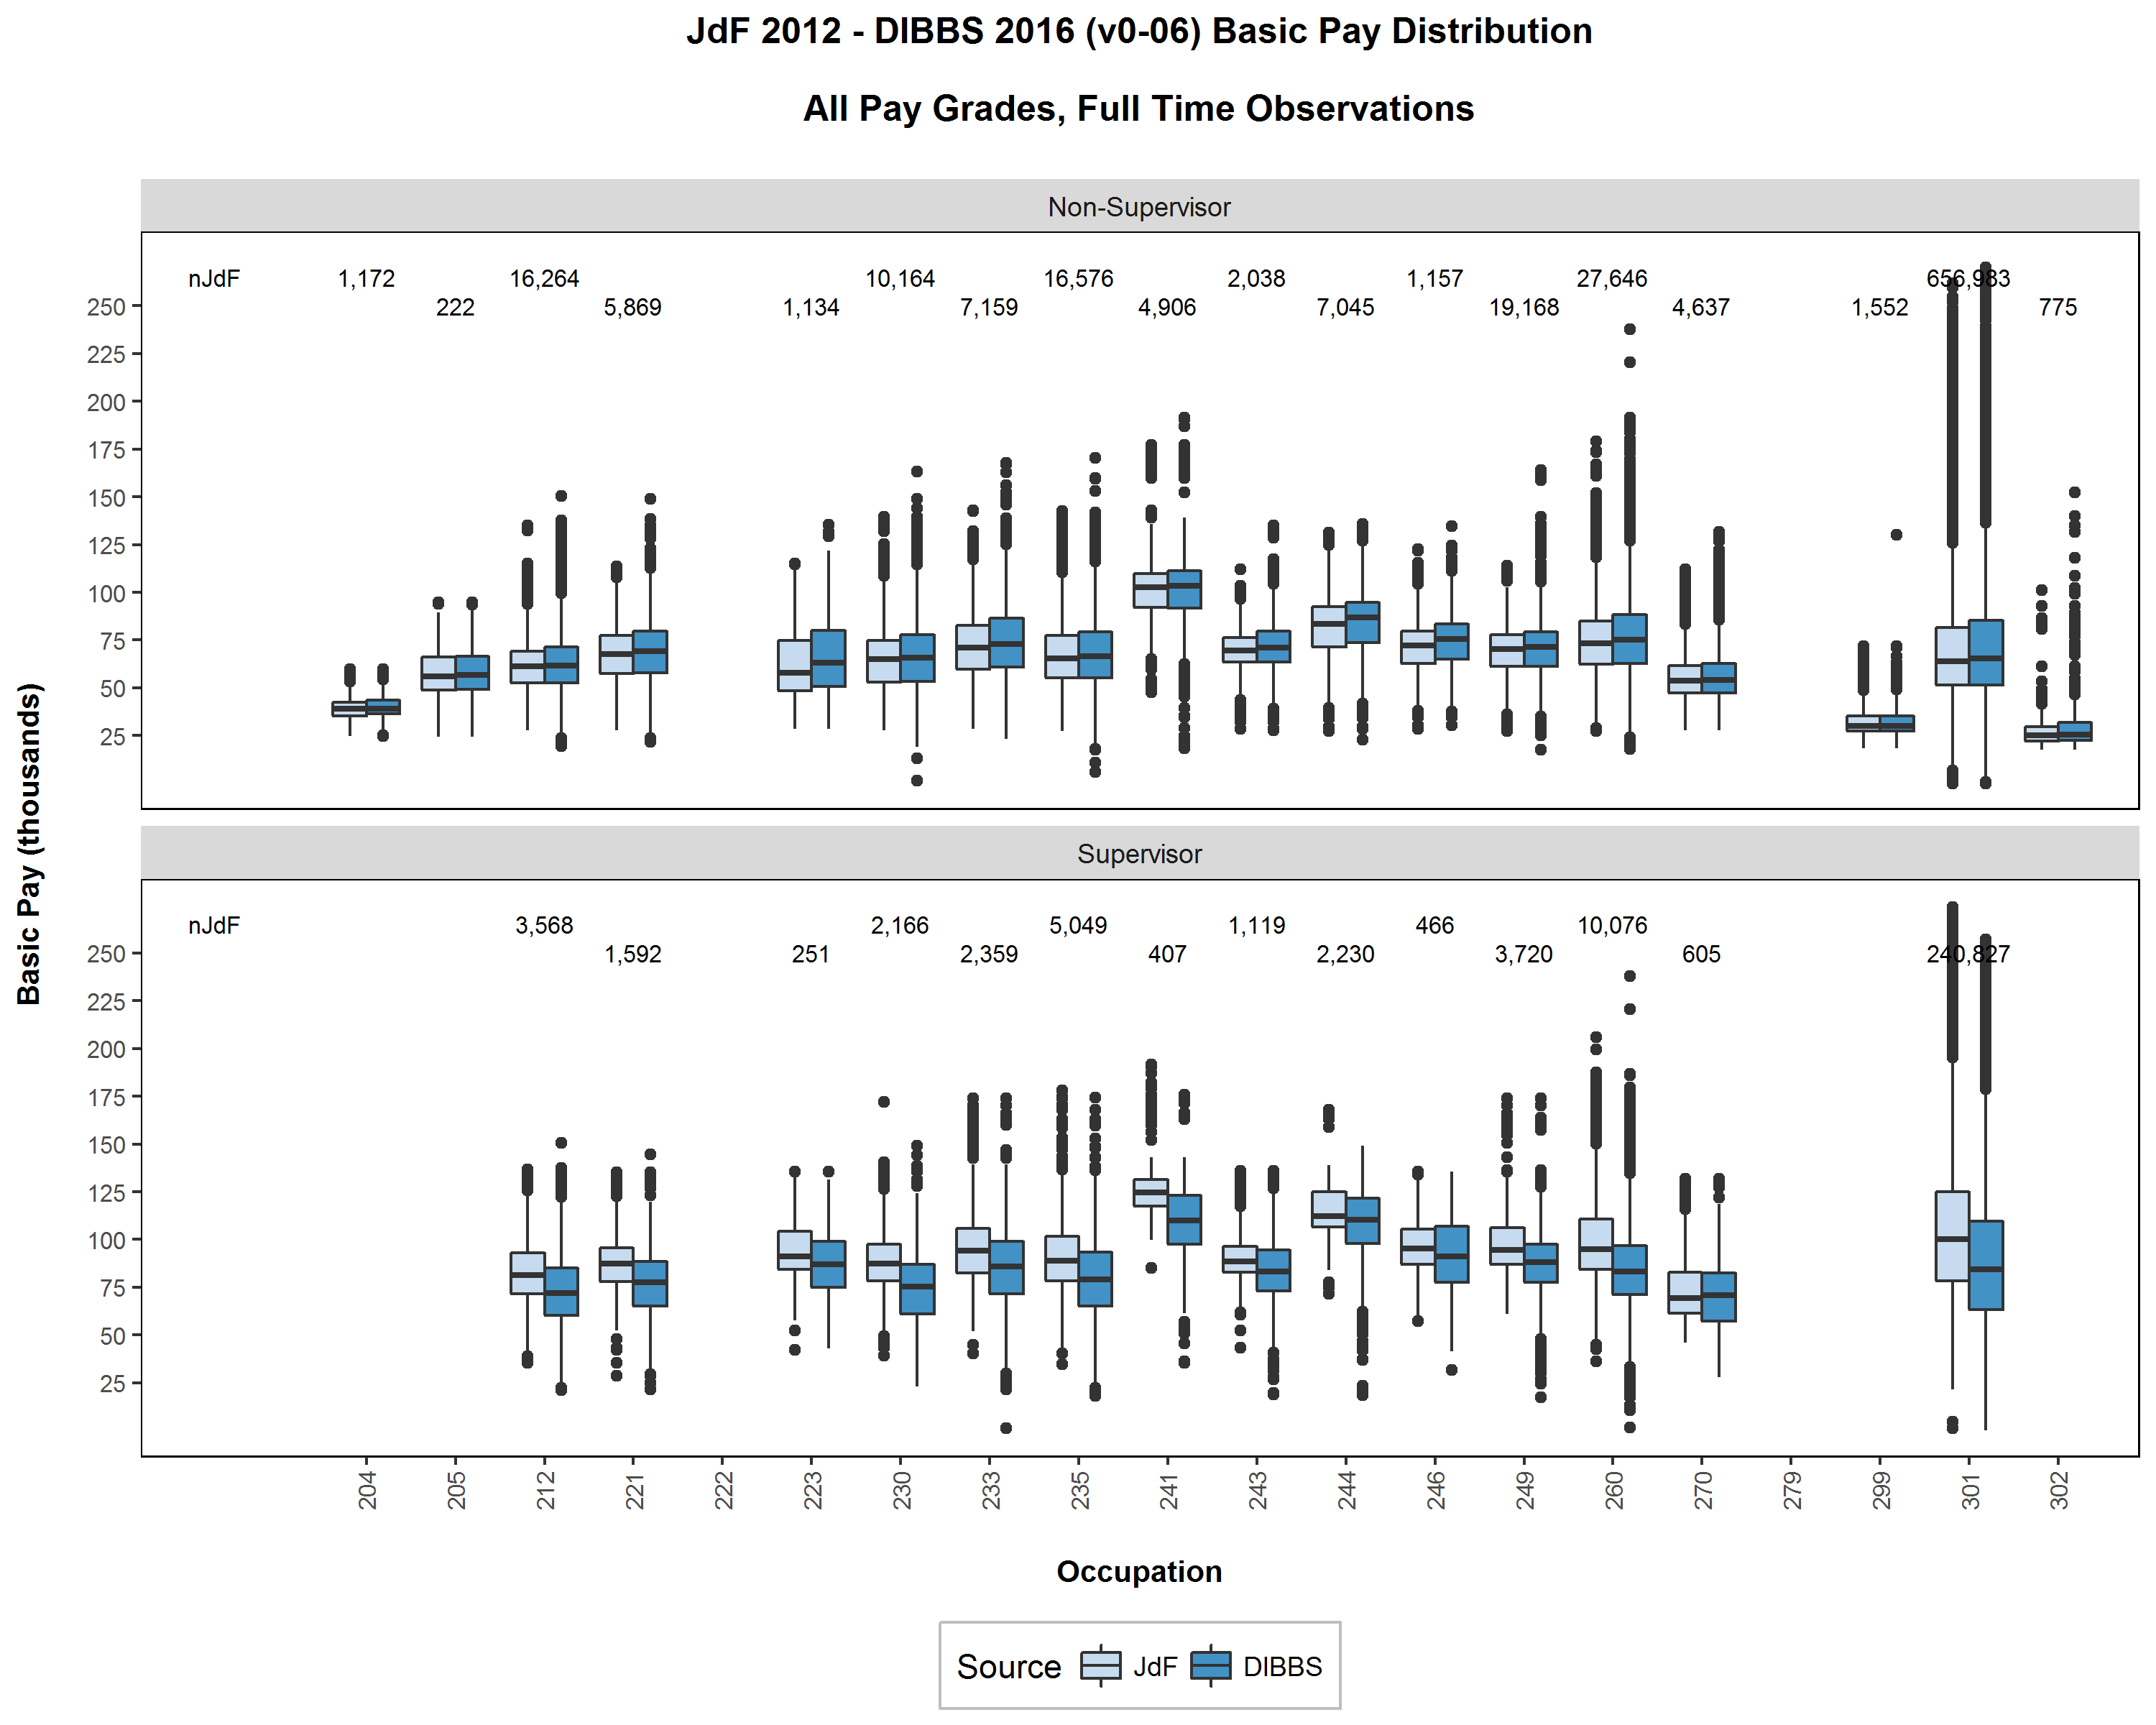 JdF 2012 - DIBBS 2016 (v0-06) Basic Pay Distribution
All Pay Grades, Full Time Observations
Non-Supervisor
nJdF 1,172 16,264 10,164 16,576 2,038 1,157 27,646 656,983
222 5,869 1,134 7,159 4,906 7,045 19,168 4,637 1,552 775
250
225
200
175
150
125
100
75
50
25
Supervisor
nJdF 3,568 2,166 5,049 1,119 466 10,076
1,592 251 2,359 407 2,230 3,720 605 240,827
250
225
200
175
150
125
100
75
50
25
Basic Pay (thousands)
204 205 212 221 222 223 230 233 235 241 243 244 246 249 260 270 279 299 301 302
Occupation
Source JdF DIBBS